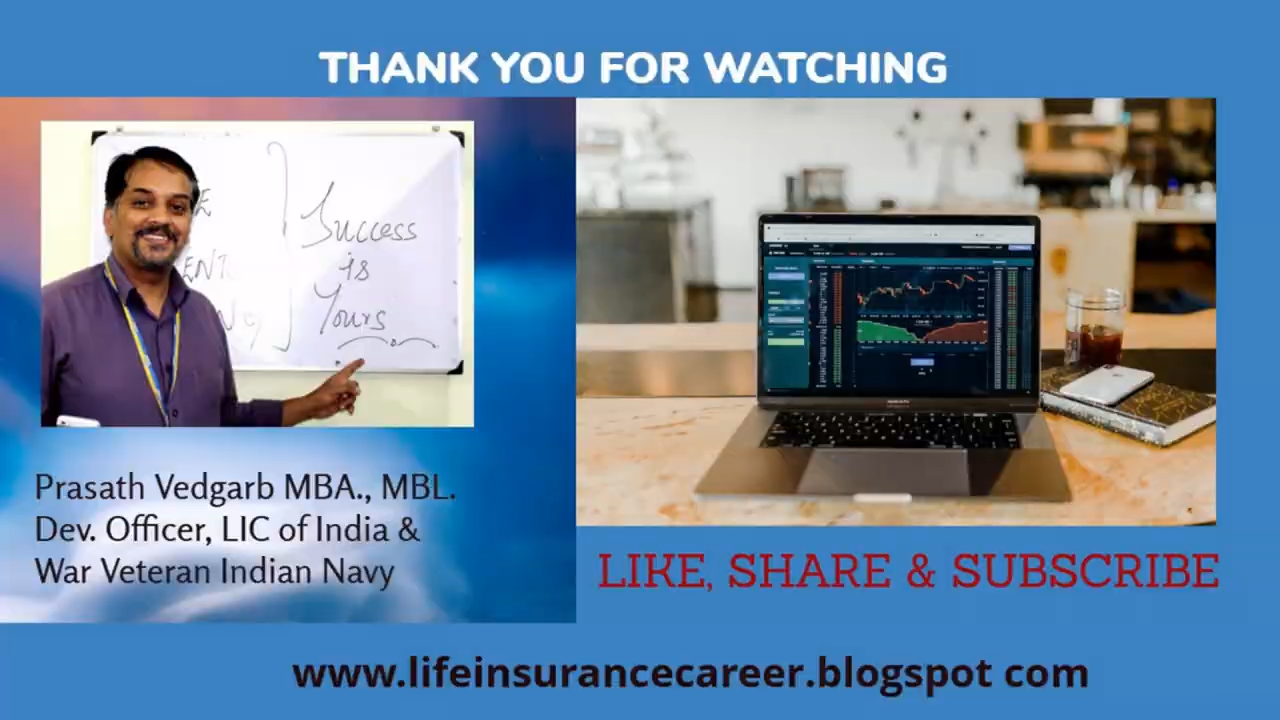 THANK YOU FOR WATCHING
Success
is
Yours
Prasath Vedgarb MBA., MBL.
Dev. Officer, LIC of India &
War Veteran Indian Navy
LIKE, SHARE & SUBSCRIBE
www.lifeinsurancecareer.blogspot com